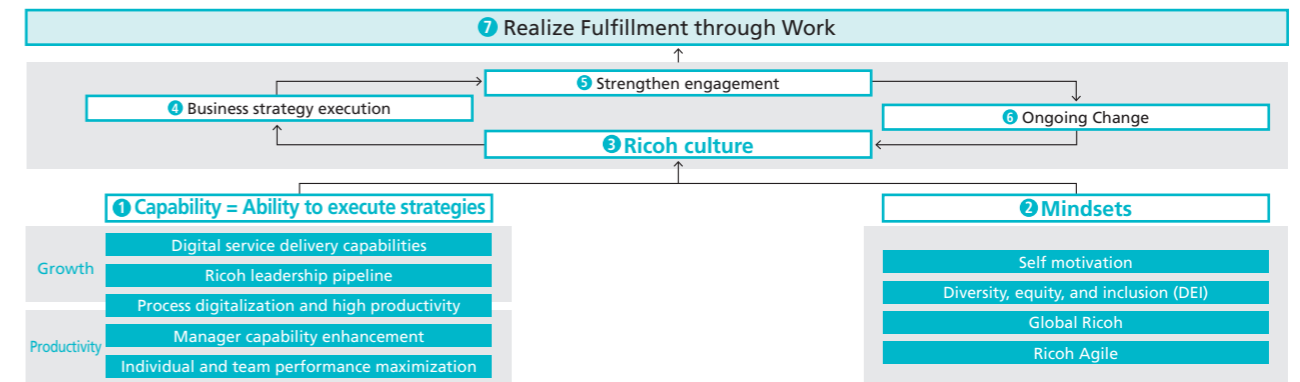 ❼ Realize Fulfillment through Work
❺ Strengthen engagement
❹ Business strategy execution
❻ Ongoing Change
❸ Ricoh culture
❶ Capability = Ability to execute strategies
❷ Mindsets
Growth
Digital service delivery capabilities
Ricoh leadership pipeline
Process digitalization and high productivity
Productivity
Manager capability enhancement
Individual and team performance maximization
Self motivation
Diversity, equity, and inclusion (DEI)
Global Ricoh
Ricoh Agile